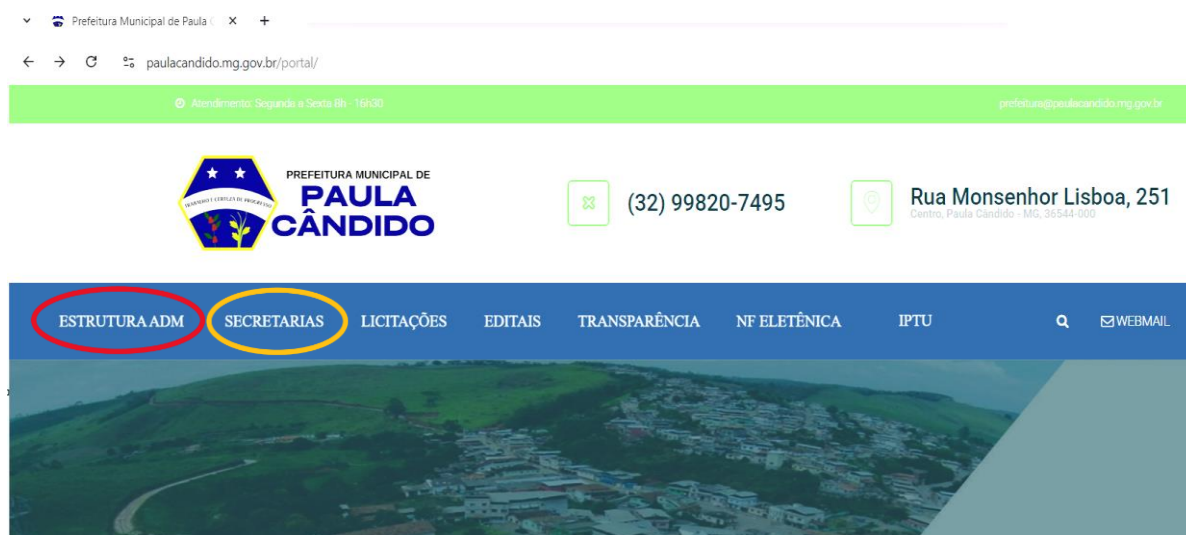 Prefeitura Municipal de Paula C
paulacandido.mg.gov.br/portal/
Atendimento: Segunda a Sexta 8h - 16h30
prefeitura@paulacandido.mg.gov.br
PREFEITURA MUNICIPAL DE
PAULA
CÂNDIDO
(32) 99820-7495
Rua Monsenhor Lisboa, 251
Centro, Paula Cândido - MG, 36544-000
ESTRUTURA ADM SECRETARIAS LICITAÇÕES EDITAIS TRANSPARÊNCIA NF ELETÊNICA IPTU WEBMAIL